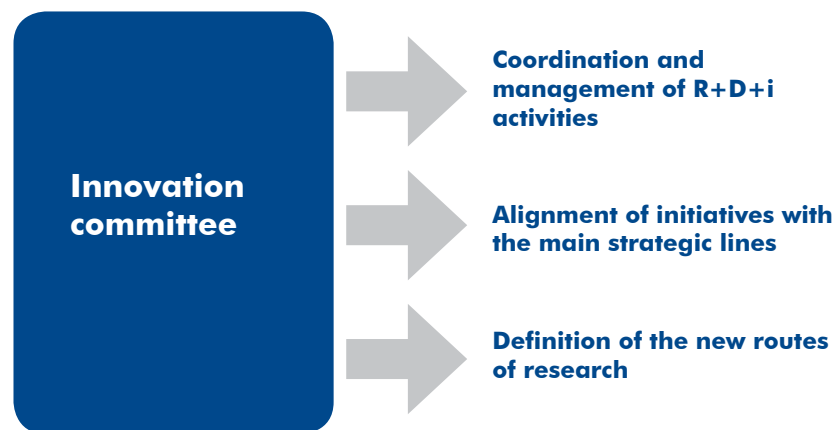 Innovation
committee
Coordination and
management of R+D+i
activities
Alignment of initiatives with
the main strategic lines
Definition of the new routes
of research